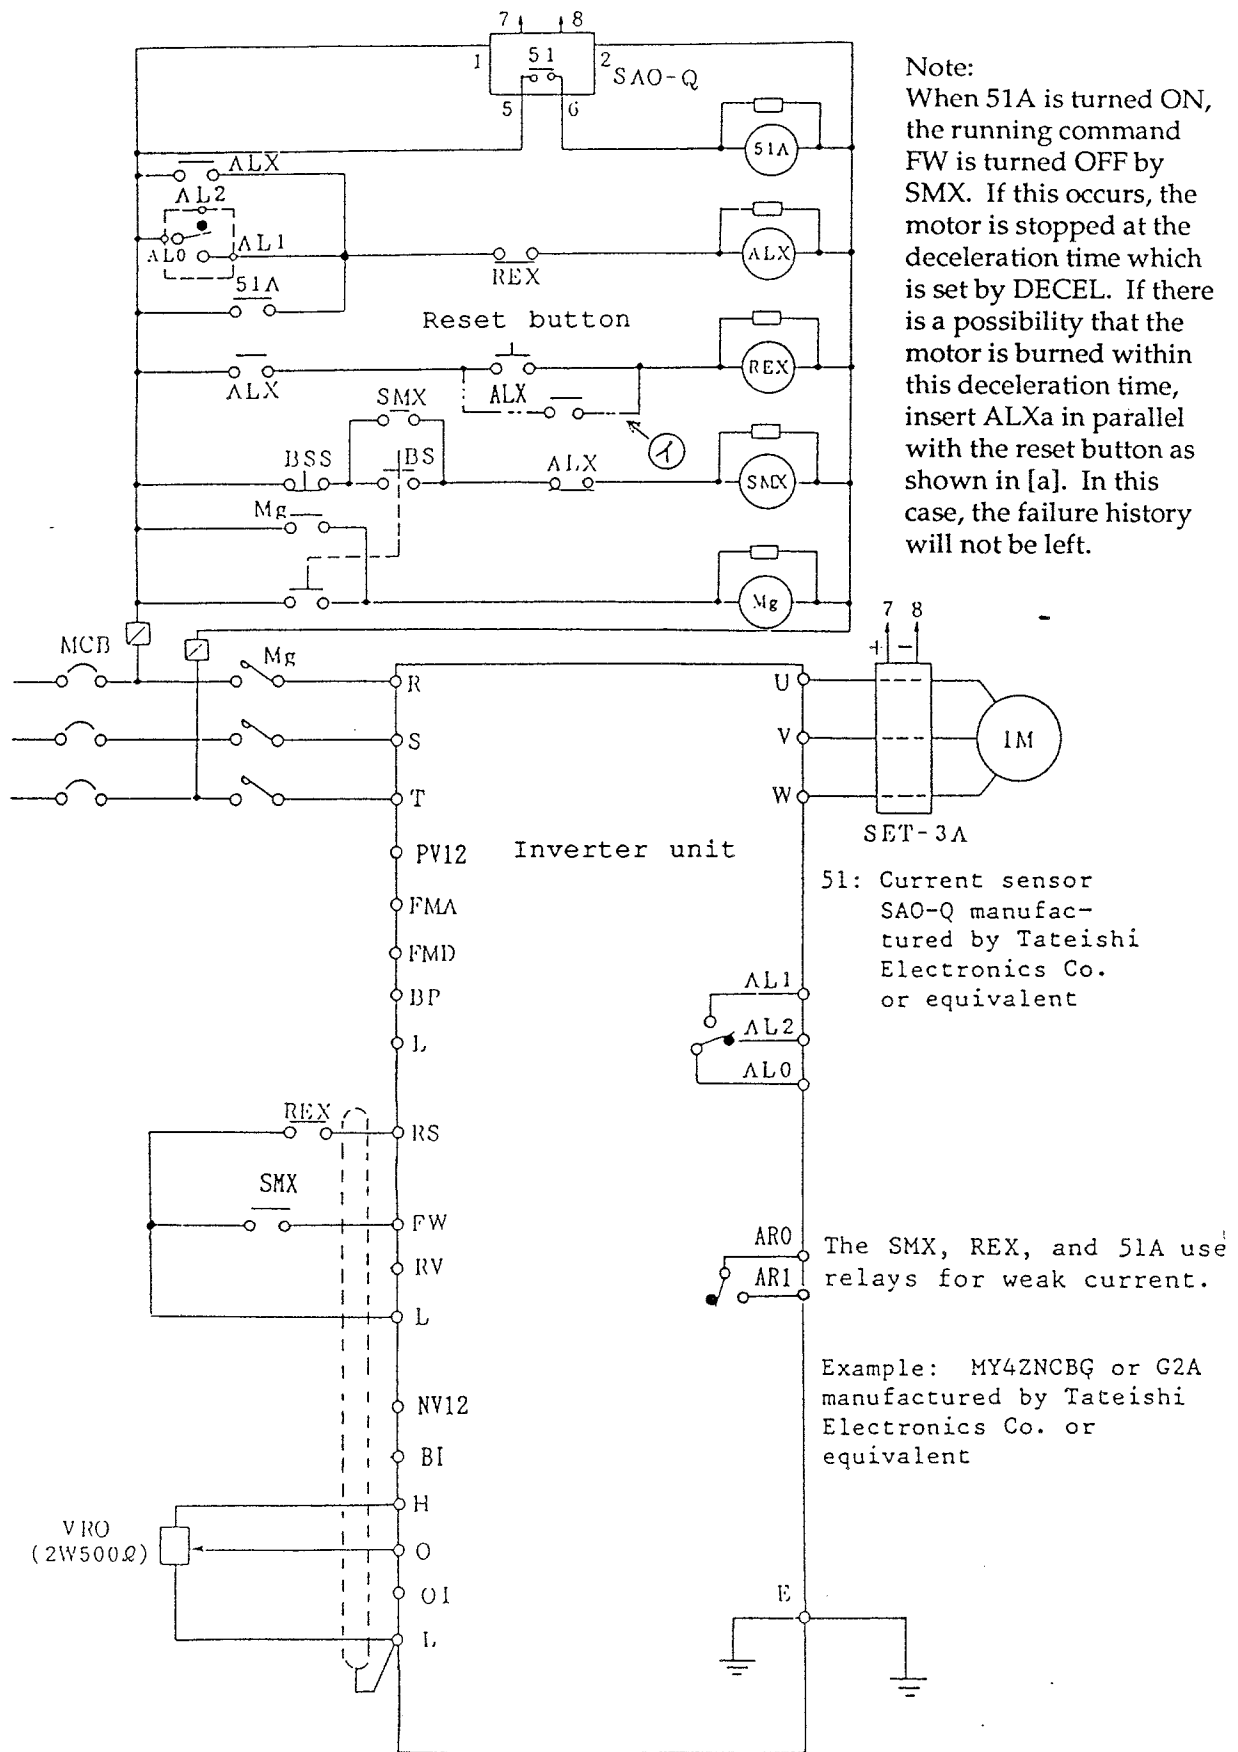 7 8
1 51 2 SAO-Q
5 6
Note:
When 51A is turned ON,
the running command
FW is turned OFF by
SMX. If this occurs, the
motor is stopped at the
deceleration time which
is set by DECEL. If there
is a possibility that the
motor is burned within
this deceleration time,
insert ALXa in parallel
with the reset button as
shown in [a]. In this
case, the failure history
will not be left.
51A
ALX
AL2
AL0
AL1
REX
ALX
51A
Reset button
ALX
ALX
REX
イ
SMX
BSS
BS
ALX
SMX
Mg
Mg
MCB
Mg
R
S
T
U
V
W
7 8
+ −
IM
SET-3A
PV12
Inverter unit
FMA
FMD
BP
L
51: Current sensor
SAO-Q manufac-
tured by Tateishi
Electronics Co.
or equivalent
AL1
AL2
AL0
REX
RS
SMX
FW
RV
L
AR0
AR1
The SMX, REX, and 51A use
relays for weak current.
Example: MY4ZNCBG or G2A
manufactured by Tateishi
Electronics Co. or
equivalent
NV12
BI
H
VRO
(2W500Ω)
O
OI
L
E